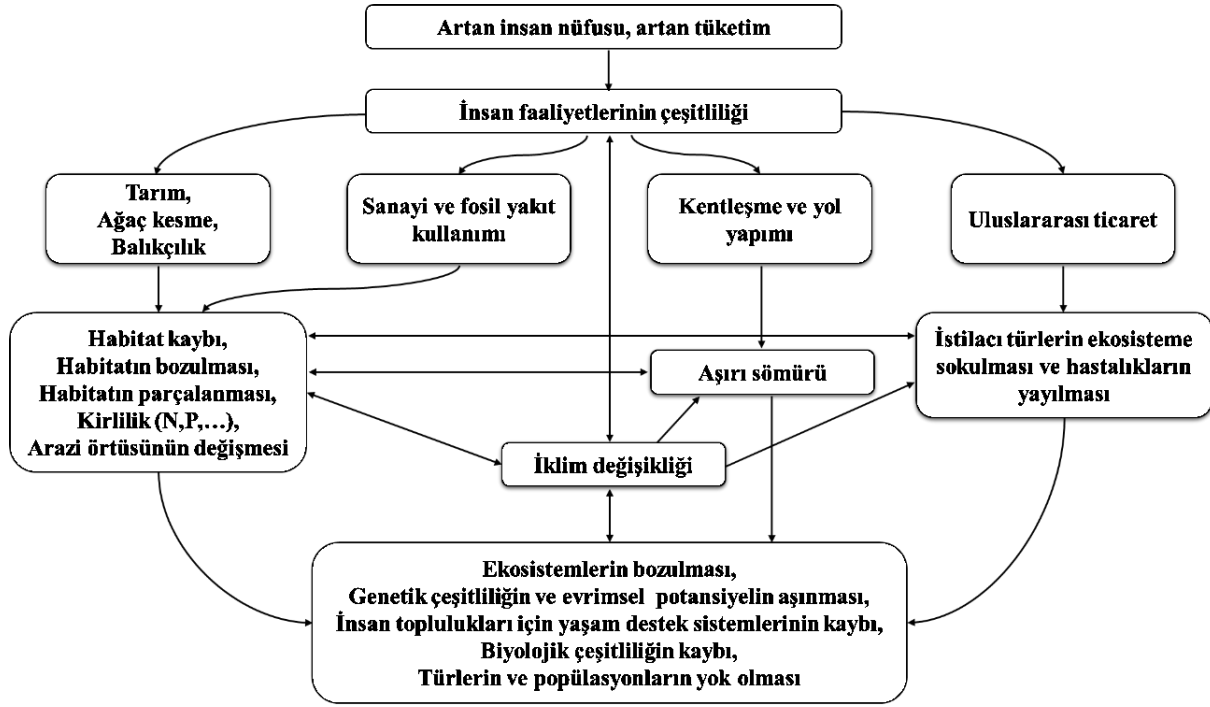 Artan insan nüfusu, artan tüketim
İnsan faaliyetlerinin çeşitliliği
Tarım,
Ağaç kesme,
Balıkçılık
Sanayi ve fosil yakıt
kullanımı
Kentleşme ve yol
yapımı
Uluslararası ticaret
Habitat kaybı,
Habitatın bozulması,
Habitatın parçalanması,
Kirlilik (N,P,…),
Arazi örtüsünün değişmesi
Aşırı sömürü
İstilacı türlerin ekosisteme
sokulması ve hastalıkların
yayılması
İklim değişikliği
Ekosistemlerin bozulması,
Genetik çeşitliliğin ve evrimsel potansiyelin aşınması,
İnsan toplulukları için yaşam destek sistemlerinin kaybı,
Biyolojik çeşitliliğin kaybı,
Türlerin ve popülasyonların yok olması